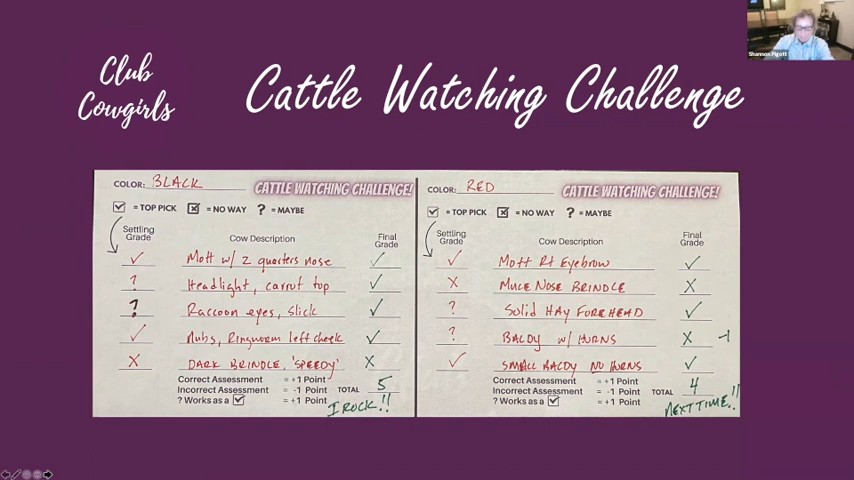 Shannon Pigott
Club
Cowgirls
Cattle Watching Challenge
COLOR: BLACK CATTLE WATCHING CHALLENGE!
= TOP PICK = NO WAY ? = MAYBE
Settling Grade Cow Description Final Grade
✓ Mott w/ 2 quarters nose ✓
? Headlight, carrot top ✓
? Raccoon eyes, slick ✓
✓ Nubs, Ringworm left cheek ✓
X DARK BRINDLE, 'SPEEDY' X
Correct Assessment = +1 Point
Incorrect Assessment = -1 Point TOTAL 5
? Works as a = +1 Point I ROCK!!
COLOR: RED CATTLE WATCHING CHALLENGE!
= TOP PICK = NO WAY ? = MAYBE
Settling Grade Cow Description Final Grade
✓ Mott Rt Eyebrow ✓
X MULE NOSE BRINDLE X
? Solid HAY FOREHEAD ✓
? BALDY w/ HURNS X -1
✓ SMALL BALDY NO HURNS ✓
Correct Assessment = +1 Point
Incorrect Assessment = -1 Point TOTAL 4
? Works as a = +1 Point NEXT TIME!!